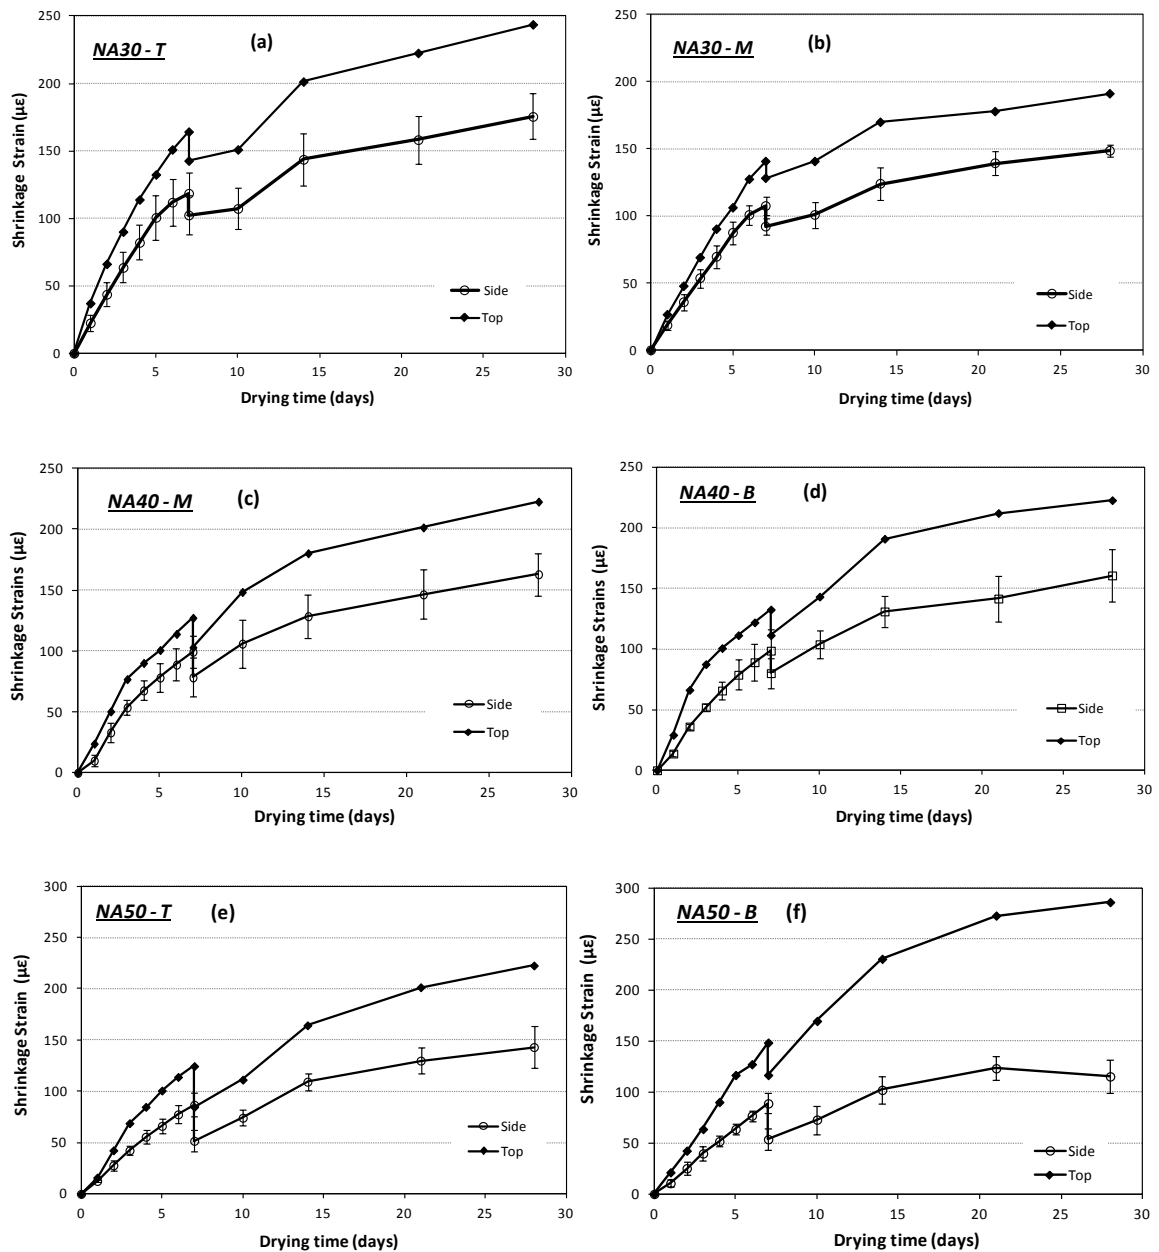 NA30 - T (a)
Shrinkage Strain (με)
250
200
150
100
50
0
0 5 10 15 20 25 30
Drying time (days)
Side
Top
NA30 - M (b)
Shrinkage Strain (με)
250
200
150
100
50
0
0 5 10 15 20 25 30
Drying time (days)
Side
Top
NA40 - M (c)
Shrinkage Strains (με)
250
200
150
100
50
0
0 5 10 15 20 25 30
Drying time (days)
Side
Top
NA40 - B (d)
Shrinkage Strains (με)
250
200
150
100
50
0
0 5 10 15 20 25 30
Drying time (days)
Side
Top
NA50 - T (e)
Shrinkage Strain (με)
300
250
200
150
100
50
0
0 5 10 15 20 25 30
Drying time (days)
Side
Top
NA50 - B (f)
Shrinkage Strain (με)
300
250
200
150
100
50
0
0 5 10 15 20 25 30
Drying time (days)
Side
Top